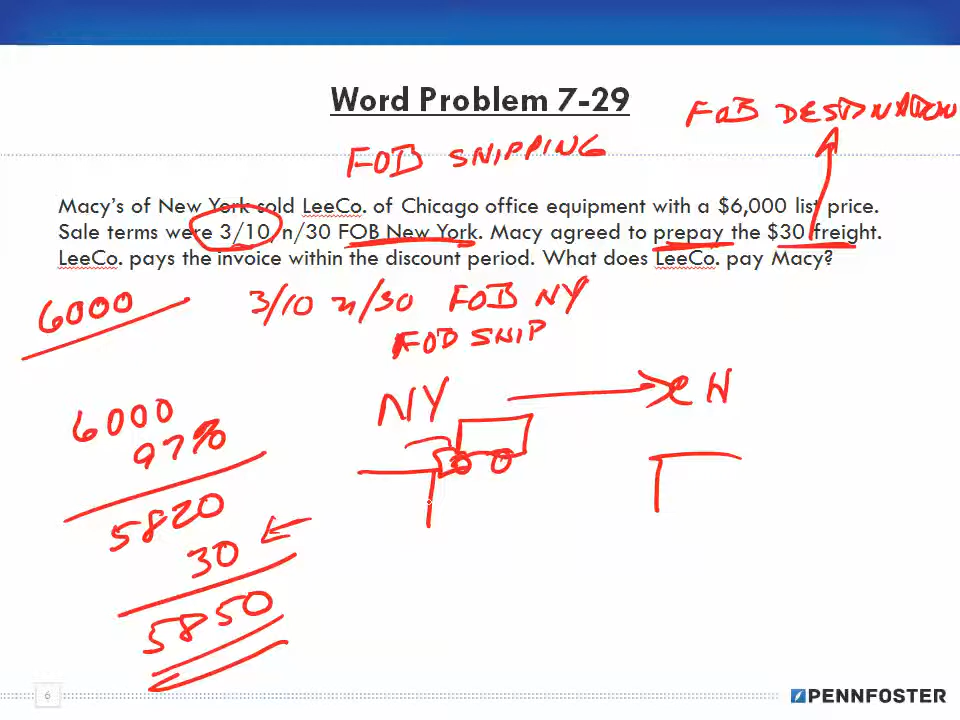 Word Problem 7-29
FOB DESTINATION
FOB SHIPPING
Macy's of New York sold LeeCo. of Chicago office equipment with a $6,000 list price.
Sale terms were 3/10, n/30 FOB New York. Macy agreed to prepay the $30 freight.
LeeCo. pays the invoice within the discount period. What does LeeCo. pay Macy?
6000
3/10 n/30 FOB NY
FOB SHIP
NY
CH
6000
97%
5820
30
5850
6
PENNFOSTER